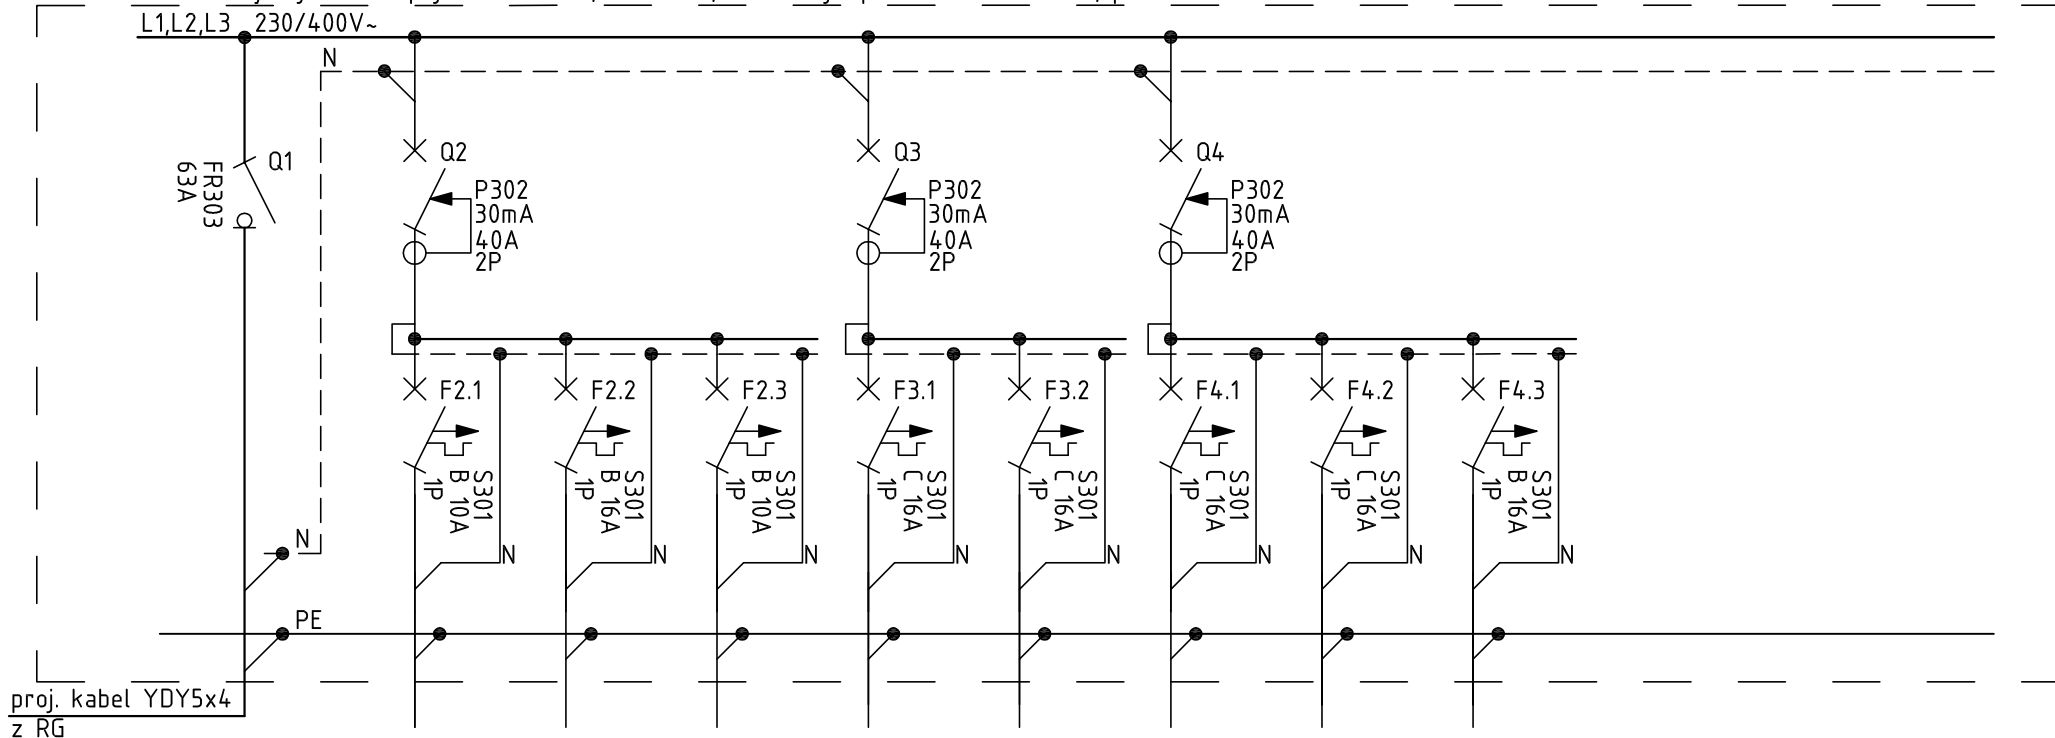 L1,L2,L3 230/400V~
N
Q1
FR303
63A
Q2
P302
30mA
40A
2P
Q3
P302
30mA
40A
2P
Q4
P302
30mA
40A
2P
F2.1
S301
B 10A
1P
N
F2.2
S301
B 16A
1P
N
F2.3
S301
B 10A
1P
N
F3.1
S301
C 16A
1P
N
F3.2
S301
C 16A
1P
N
F4.1
S301
C 16A
1P
N
F4.2
S301
C 16A
1P
N
F4.3
S301
B 16A
1P
N
N
PE
proj. kabel YDY5x4
z RG